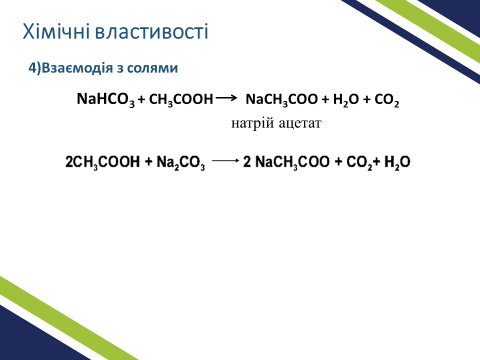 Хімічні властивості
4)Взаємодія з солями
NaHCO₃ + CH₃COOH → NaCH₃COO + H₂O + CO₂
натрій ацетат
2CH₃COOH + Na₂CO₃ → 2 NaCH₃COO + CO₂+ H₂O